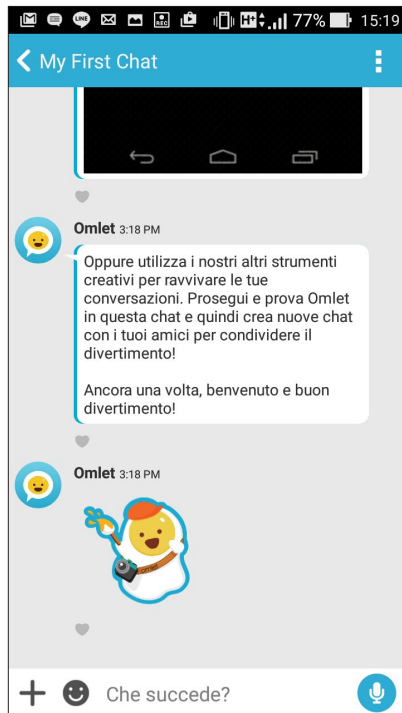 LINE
REC
H+
77%
15:19
My First Chat
Omlet 3:18 PM
Oppure utilizza i nostri altri strumenti
creativi per ravvivare le tue
conversazioni. Prosegui e prova Omlet
in questa chat e quindi crea nuove chat
con i tuoi amici per condividere il
divertimento!
Ancora una volta, benvenuto e buon
divertimento!
Omlet 3:18 PM
Che succede?